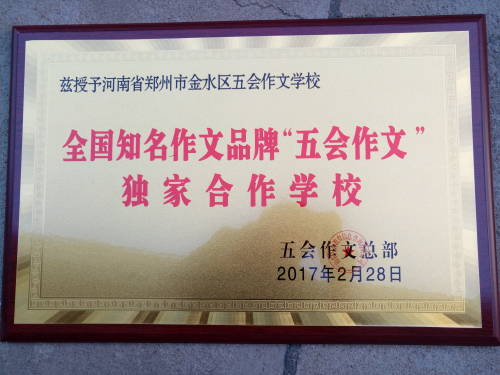 兹授予河南省郑州市金水区五会作文学校
全国知名作文品牌“五会作文”
独家合作学校
五会作文总部
2017年2月28日